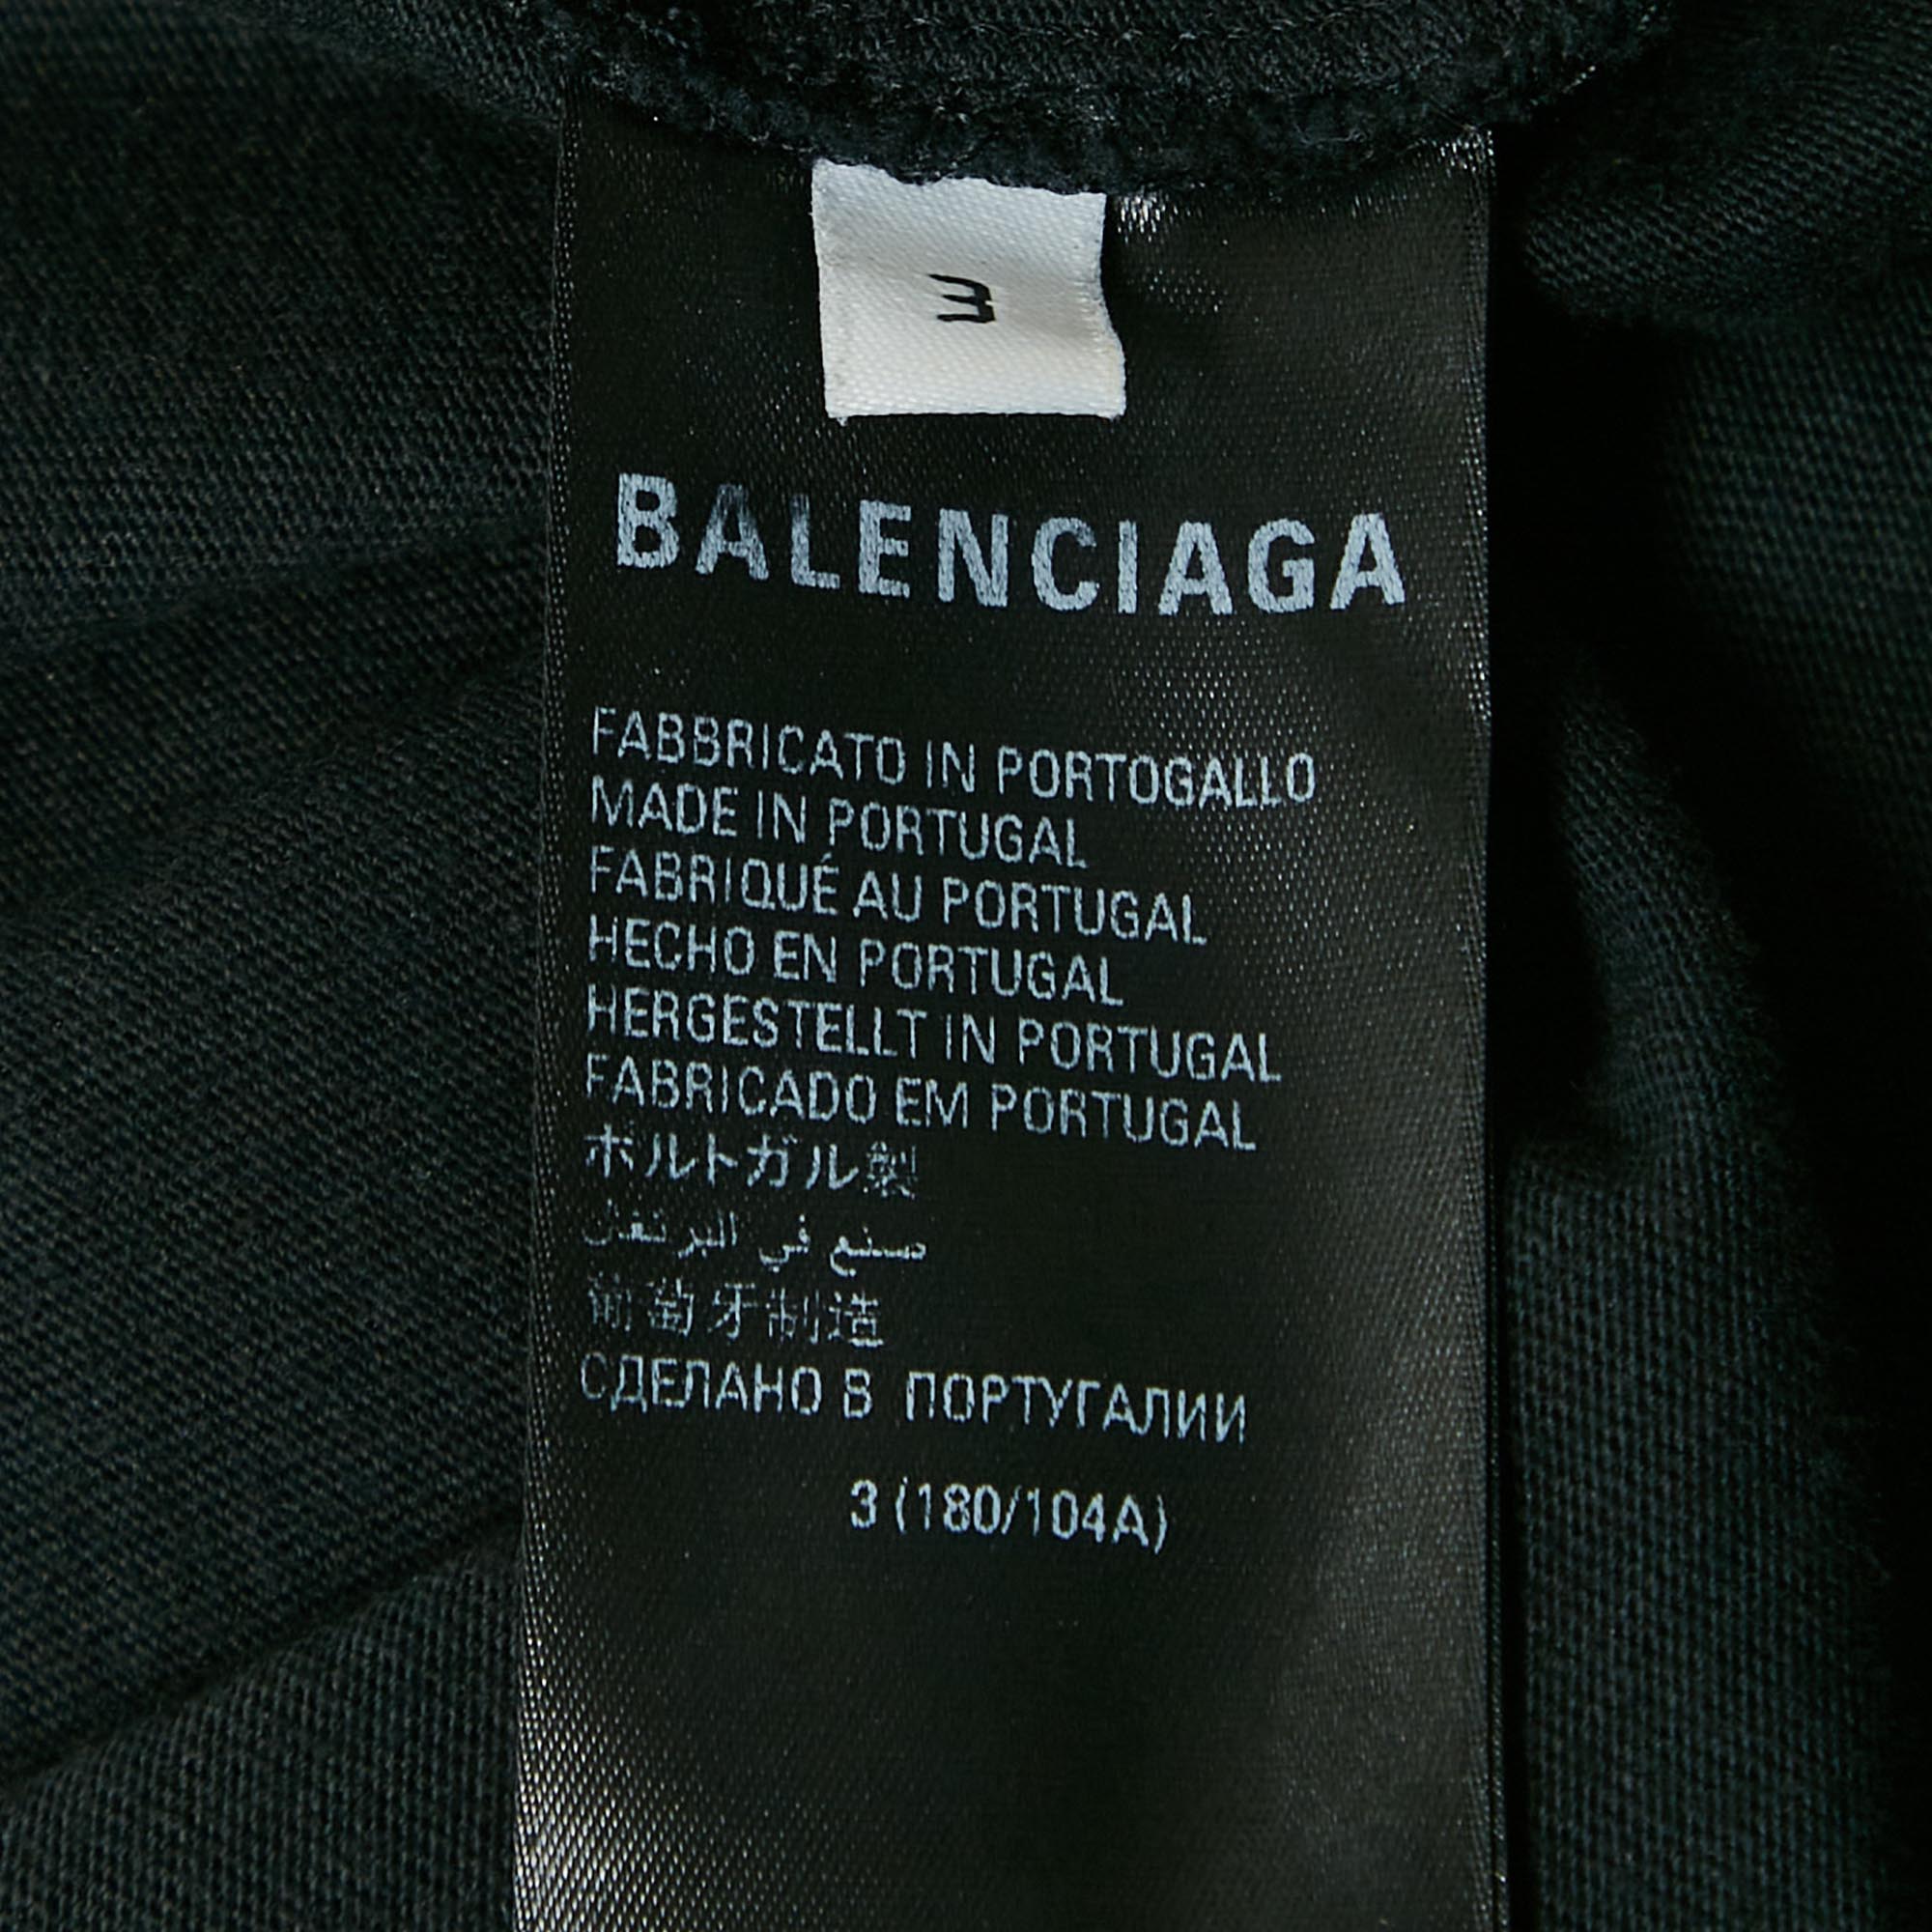 3
BALENCIAGA
FABBRICATO IN PORTOGALLO
MADE IN PORTUGAL
FABRIQUÉ AU PORTUGAL
HECHO EN PORTUGAL
HERGESTELLT IN PORTUGAL
FABRICADO EM PORTUGAL
ポルトガル製
صنع في البرتغال
葡萄牙制造
СДЕЛАНО В ПОРТУГАЛИИ
3 (180/104A)